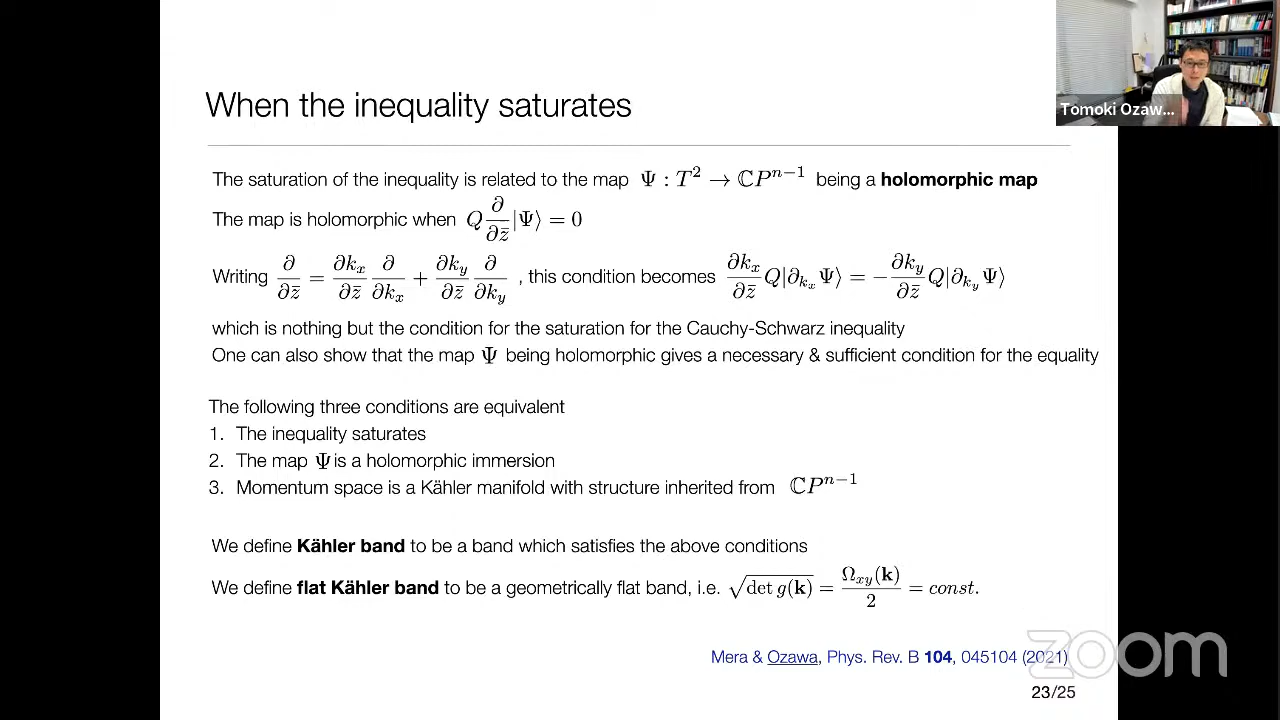 Tomoki Ozaw...
When the inequality saturates
The saturation of the inequality is related to the map Ψ : T² → ℂPⁿ⁻¹ being a holomorphic map
The map is holomorphic when Q ∂/∂z̄ |Ψ⟩ = 0
Writing ∂/∂z̄ = ∂kₓ/∂z̄ ∂/∂kₓ + ∂k_y/∂z̄ ∂/∂k_y , this condition becomes ∂kₓ/∂z̄ Q|∂_{kₓ}Ψ⟩ = −∂k_y/∂z̄ Q|∂_{k_y}Ψ⟩
which is nothing but the condition for the saturation for the Cauchy-Schwarz inequality
One can also show that the map Ψ being holomorphic gives a necessary & sufficient condition for the equality
The following three conditions are equivalent
1. The inequality saturates
2. The map Ψ is a holomorphic immersion
3. Momentum space is a Kähler manifold with structure inherited from ℂPⁿ⁻¹
We define Kähler band to be a band which satisfies the above conditions
We define flat Kähler band to be a geometrically flat band, i.e. √(det g(𝐤)) = Ω_{xy}(𝐤)/2 = const.
Mera & Ozawa, Phys. Rev. B 104, 045104 (2021)
zoom
23/25